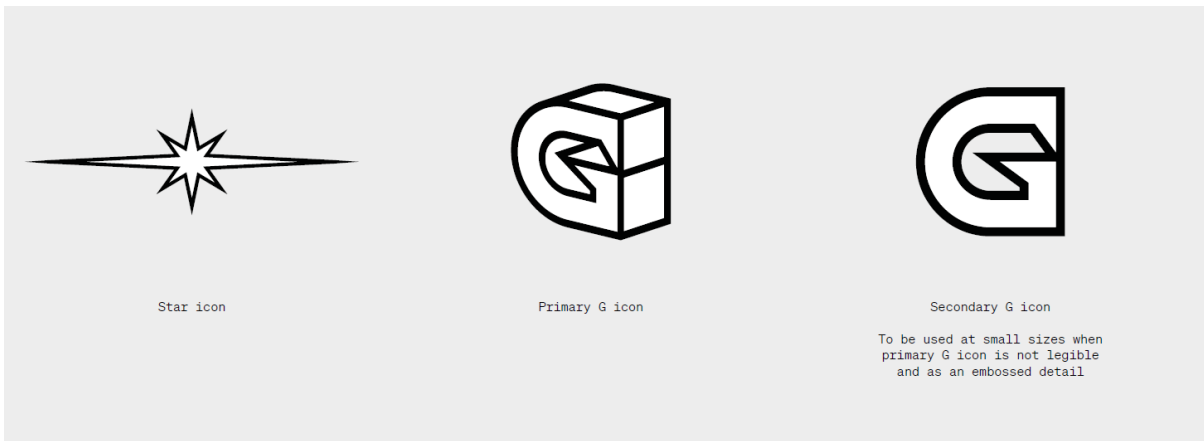 Star icon
Primary G icon
Secondary G icon
To be used at small sizes when
primary G icon is not legible
and as an embossed detail